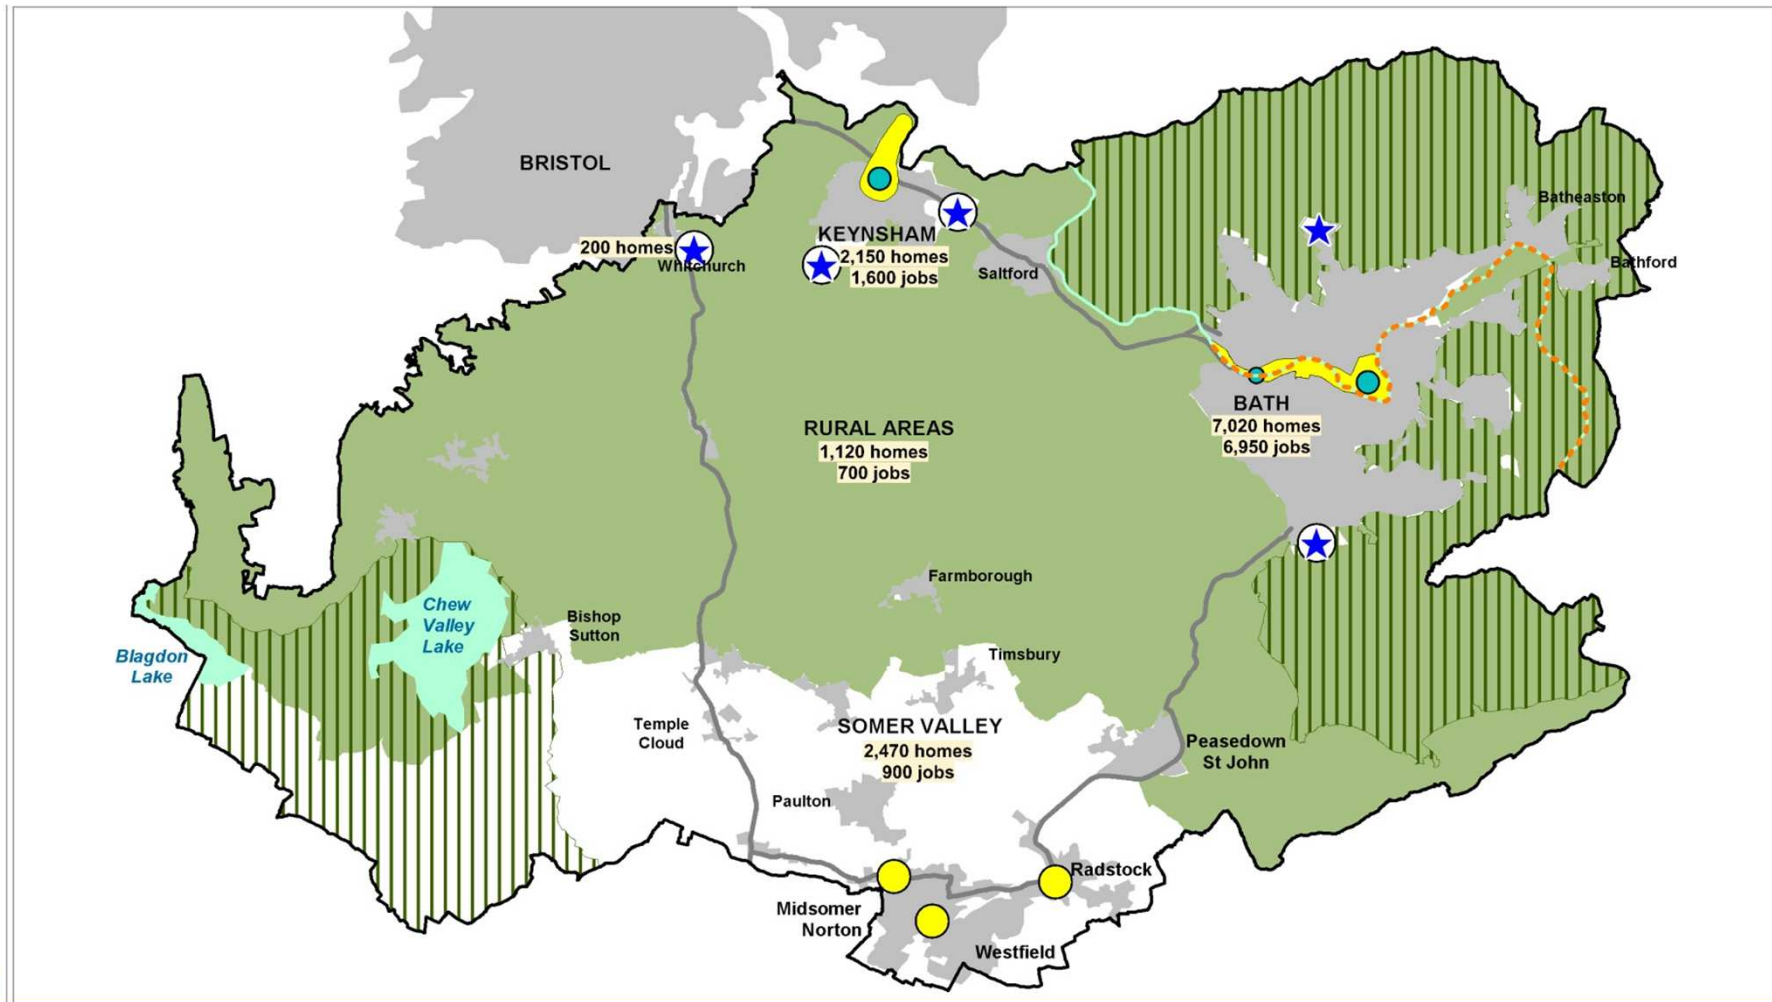 BRISTOL
Batheaston
200 homes
Whitchurch
KEYNSHAM
2,150 homes
1,600 jobs
Saltford
Bathford
BATH
7,020 homes
6,950 jobs
RURAL AREAS
1,120 homes
700 jobs
Farmborough
Chew
Valley
Lake
Bishop
Sutton
Blagdon
Lake
Timsbury
Temple
Cloud
SOMER VALLEY
2,470 homes
900 jobs
Peasedown
St John
Paulton
Radstock
Midsomer
Norton
Westfield